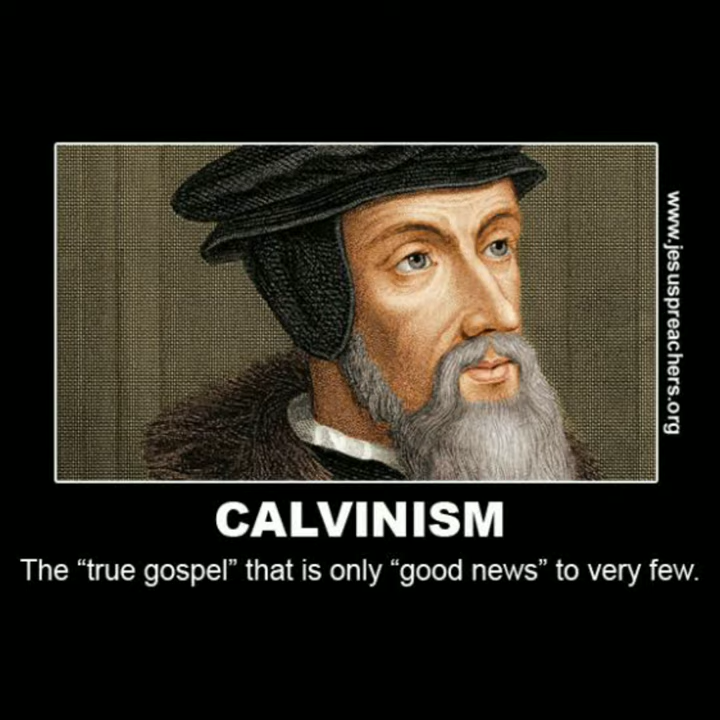 www.jesuspreachers.org
CALVINISM
The “true gospel” that is only “good news” to very few.